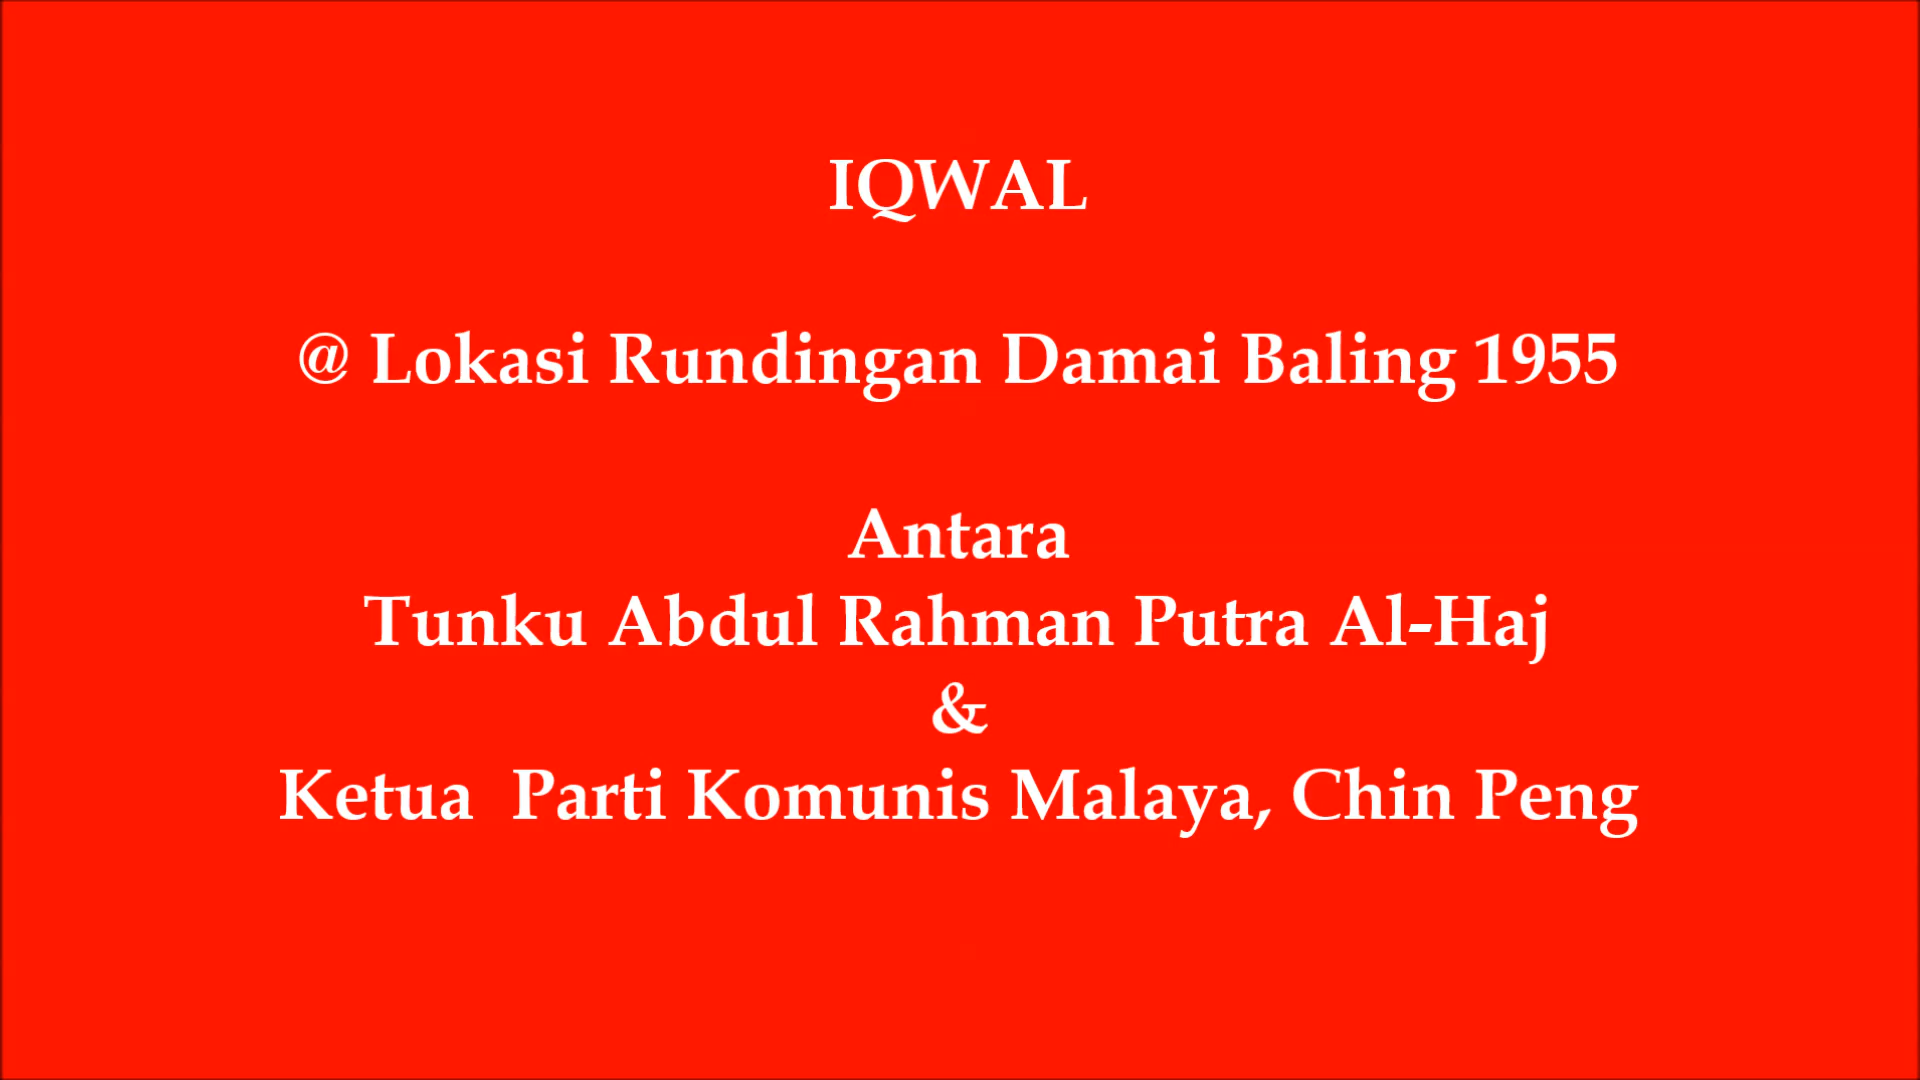 IQWAL
@ Lokasi Rundingan Damai Baling 1955
Antara
Tunku Abdul Rahman Putra Al-Haj
&
Ketua  Parti Komunis Malaya, Chin Peng